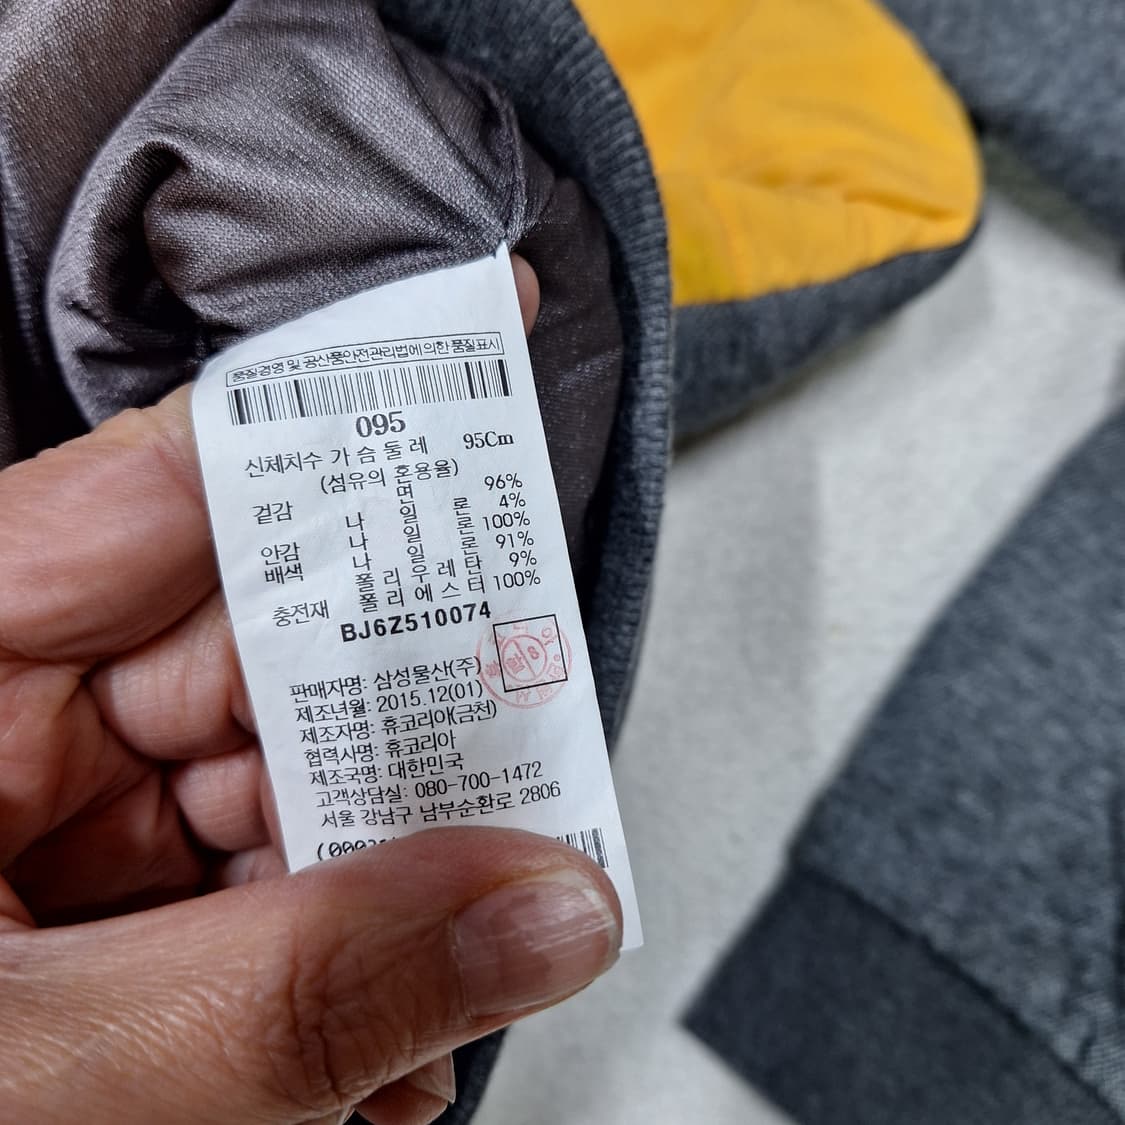 품질경영 및 공산품안전관리법에 의한 품질표시
095
신체치수 가슴둘레 95Cm
(섬유의 혼용율)
겉감 면 96%
나일론 4%
안감 나일론 100%
배색 나일론 91%
폴리우레탄 9%
충전재 폴리에스터 100%
BJ6Z510074
판매자명: 삼성물산(주)
제조년월: 2015.12(01)
제조자명: 휴코리아(금천)
협력사명: 휴코리아
제조국명: 대한민국
고객상담실: 080-700-1472
서울 강남구 남부순환로 2806